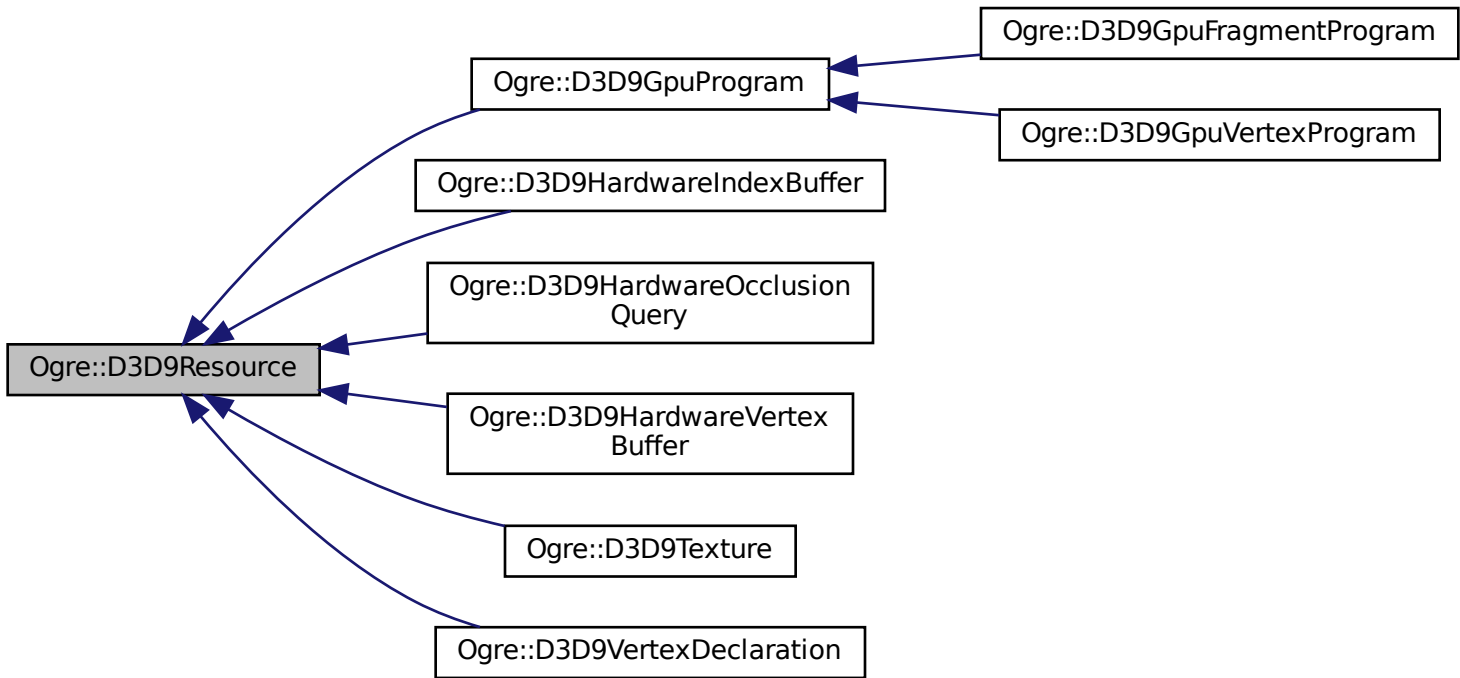 Ogre::D3D9GpuFragmentProgram
Ogre::D3D9GpuProgram
Ogre::D3D9GpuVertexProgram
Ogre::D3D9HardwareIndexBuffer
Ogre::D3D9HardwareOcclusion
Query
Ogre::D3D9Resource
Ogre::D3D9HardwareVertex
Buffer
Ogre::D3D9Texture
Ogre::D3D9VertexDeclaration